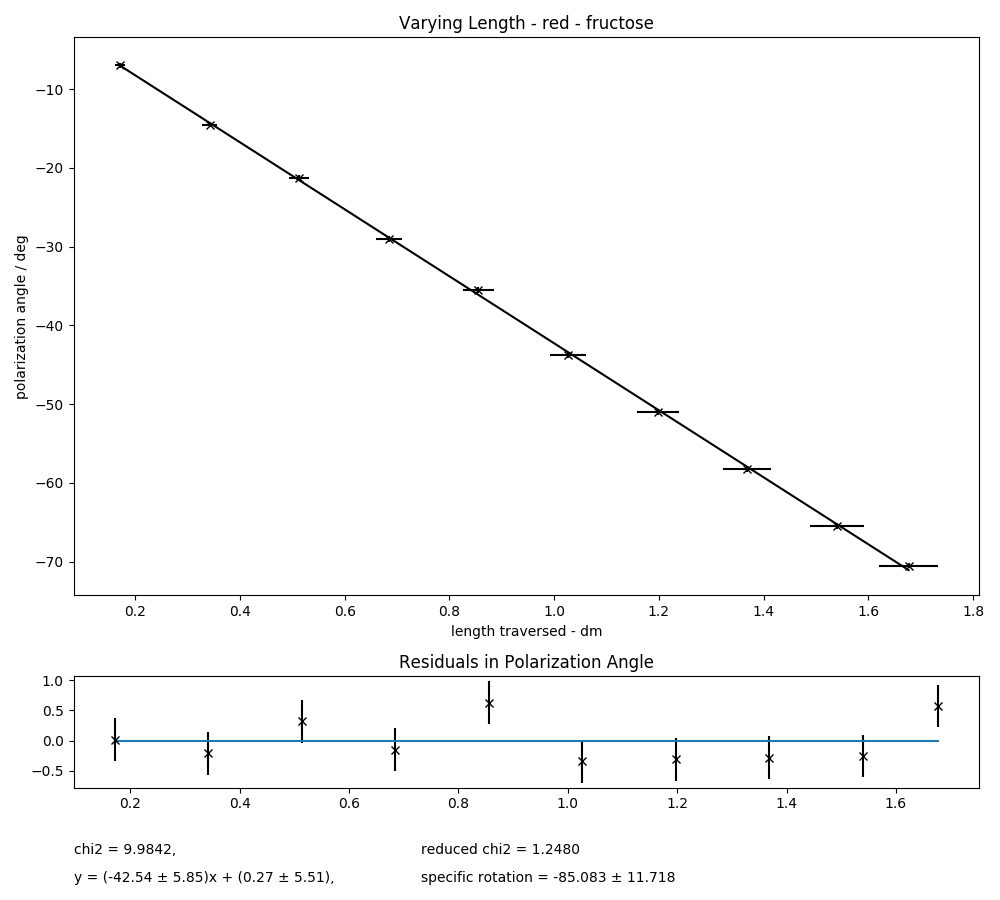 Varying Length - red - fructose
−10
−20
−30
−40
−50
−60
−70
polarization angle / deg
0.2 0.4 0.6 0.8 1.0 1.2 1.4 1.6 1.8
length traversed - dm
Residuals in Polarization Angle
1.0
0.5
0.0
−0.5
0.2 0.4 0.6 0.8 1.0 1.2 1.4 1.6
chi2 = 9.9842, reduced chi2 = 1.2480
y = (-42.54 ± 5.85)x + (0.27 ± 5.51), specific rotation = -85.083 ± 11.718